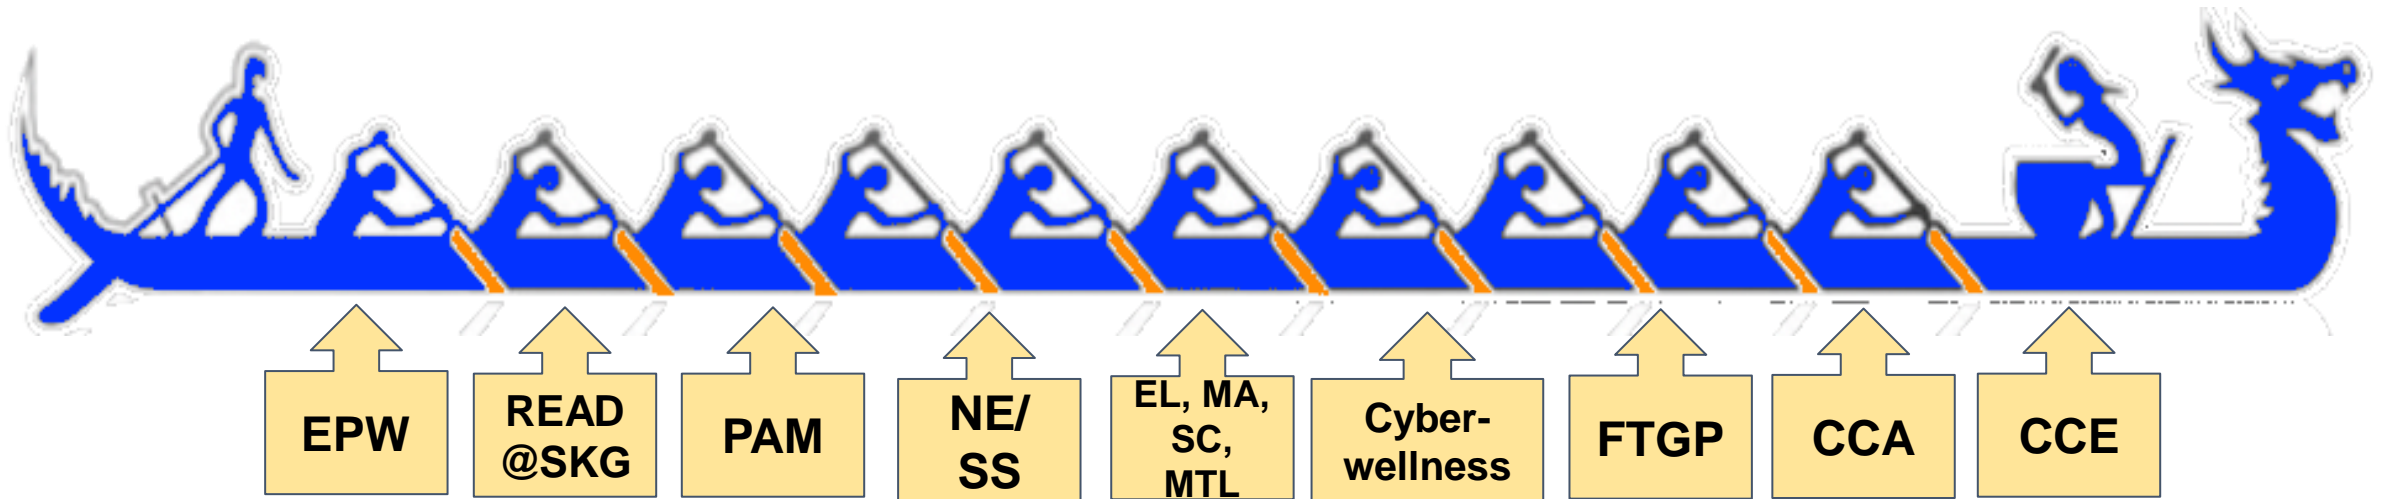 EPW
READ
@SKG
PAM
NE/
SS
EL, MA,
SC,
MTL
Cyber-
wellness
FTGP
CCA
CCE